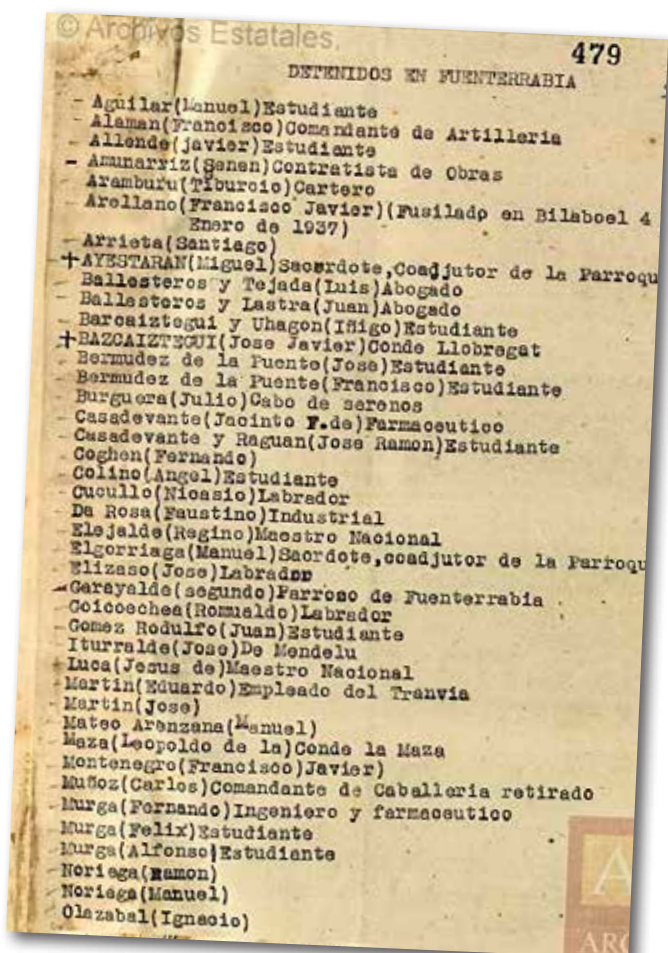 © Archivos Estatales,
479
DETENIDOS EN FUENTERRABIA
- Aguilar(Manuel)Estudiante
- Alaman(Francisco)Comandante de Artilleria
- Allende(javier)Estudiante
- Amunarriz(Senen)Contratista de Obras
- Aramburu(Tiburcio)Cartero
- Arellano(Francisco Javier)(Fusilado en Bilaboel 4
Enero de 1937)
- Arrieta(Santiago)
-+AYESTARAN(Miguel)Sacerdote,Coadjutor de la Parroqu
- Ballesteros y Tejada(Luis)Abogado
- Ballesteros y Lastra(Juan)Abogado
- Barcaiztegui y Uhagon(Iñigo)Estudiante
-+BAZCAIZTEGUI(Jose Javier)Conde Llobregat
- Bermudez de la Puente(Jose)Estudiante
- Bermudez de la Puente(Francisco)Estudiante
- Burguera(Julio)Cabo de serenos
- Casadevante(Jacinto F.de)Farmaceutico
- Casadevante y Raguan(Jose Ramon)Estudiante
- Coghen(Fernando)
- Colino(Angel)Estudiante
- Cucullo(Nicasio)Labrador
- Da Rosa(Faustino)Industrial
- Elejalde(Regino)Maestro Nacional
- Elgorriaga(Manuel)Sacrdote,coadjutor de la Parroqu
- Elizaso(Jose)Labrador
- Garayalde(segundo)Parroco de Fuenterrabia
- Goicoechea(Romualdo)Labrador
- Gomez Rodulfo(Juan)Estudiante
- Iturralde(Jose)De Mendelu
- Luca(Jesus de)Maestro Nacional
- Martin(Eduardo)Empleado del Tranvia
- Martin(Jose)
- Mateo Arenzana(Manuel)
- Maza(Leopoldo de la)Conde la Maza
- Montenegro(Francisco)Javier)
- Muñoz(Carlos)Comandante de Caballeria retirado
- Murga(Fernando)Ingeniero y farmaceutico
- Murga(Felix)Estudiante
- Murga(Alfonso)Estudiante
- Noriega(Ramon)
- Noriega(Manuel)
- Olazabal(Ignacio)
A
ARC